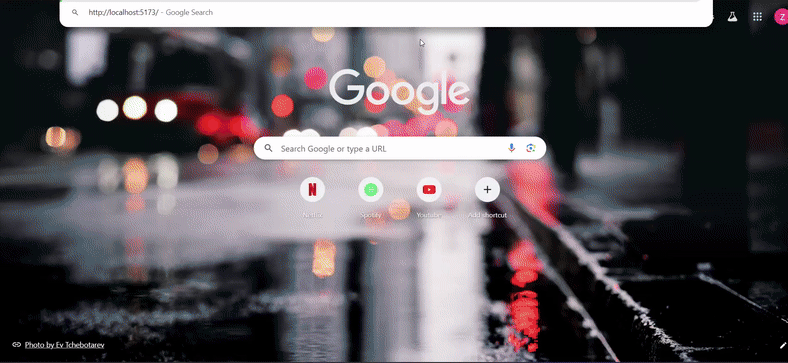 http://localhost:5173/ - Google Search
Z
Google
Search Google or type a URL
N
Netflix
Spotify
Youtube
Add shortcut
Photo by Ev Tchebotarev